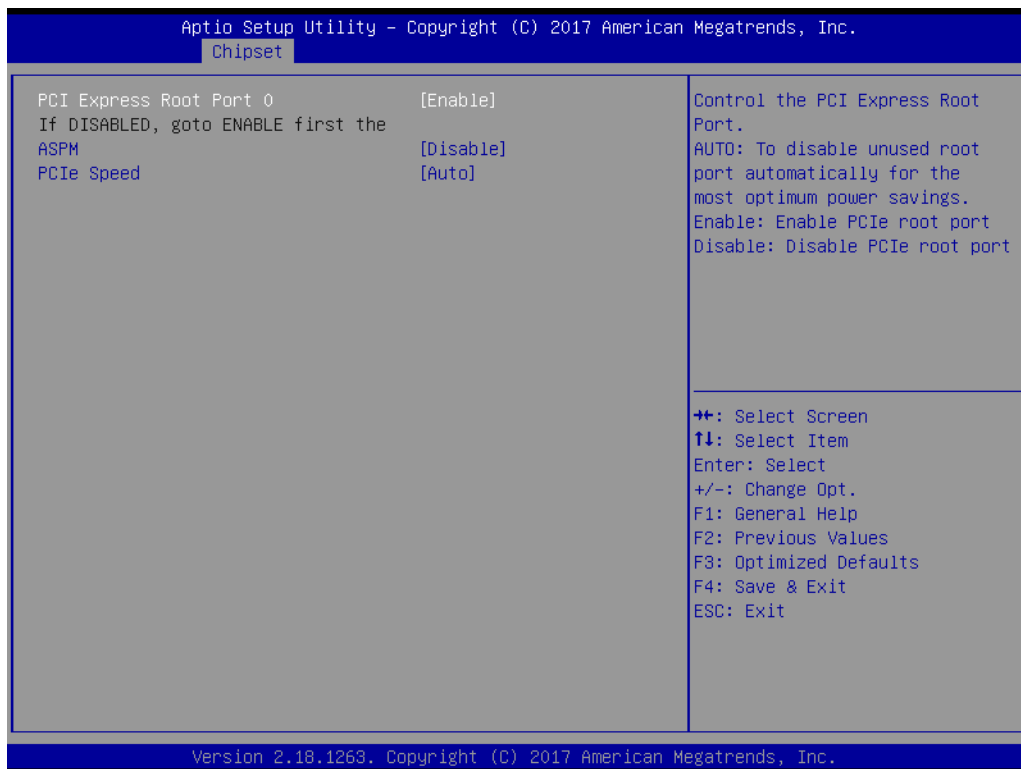 Aptio Setup Utility – Copyright (C) 2017 American Megatrends, Inc.
Chipset
PCI Express Root Port 0 [Enable]
If DISABLED, goto ENABLE first the
ASPM [Disable]
PCIe Speed [Auto]
Control the PCI Express Root
Port.
AUTO: To disable unused root
port automatically for the
most optimum power savings.
Enable: Enable PCIe root port
Disable: Disable PCIe root port
→←: Select Screen
↑↓: Select Item
Enter: Select
+/-: Change Opt.
F1: General Help
F2: Previous Values
F3: Optimized Defaults
F4: Save & Exit
ESC: Exit
Version 2.18.1263. Copyright (C) 2017 American Megatrends, Inc.